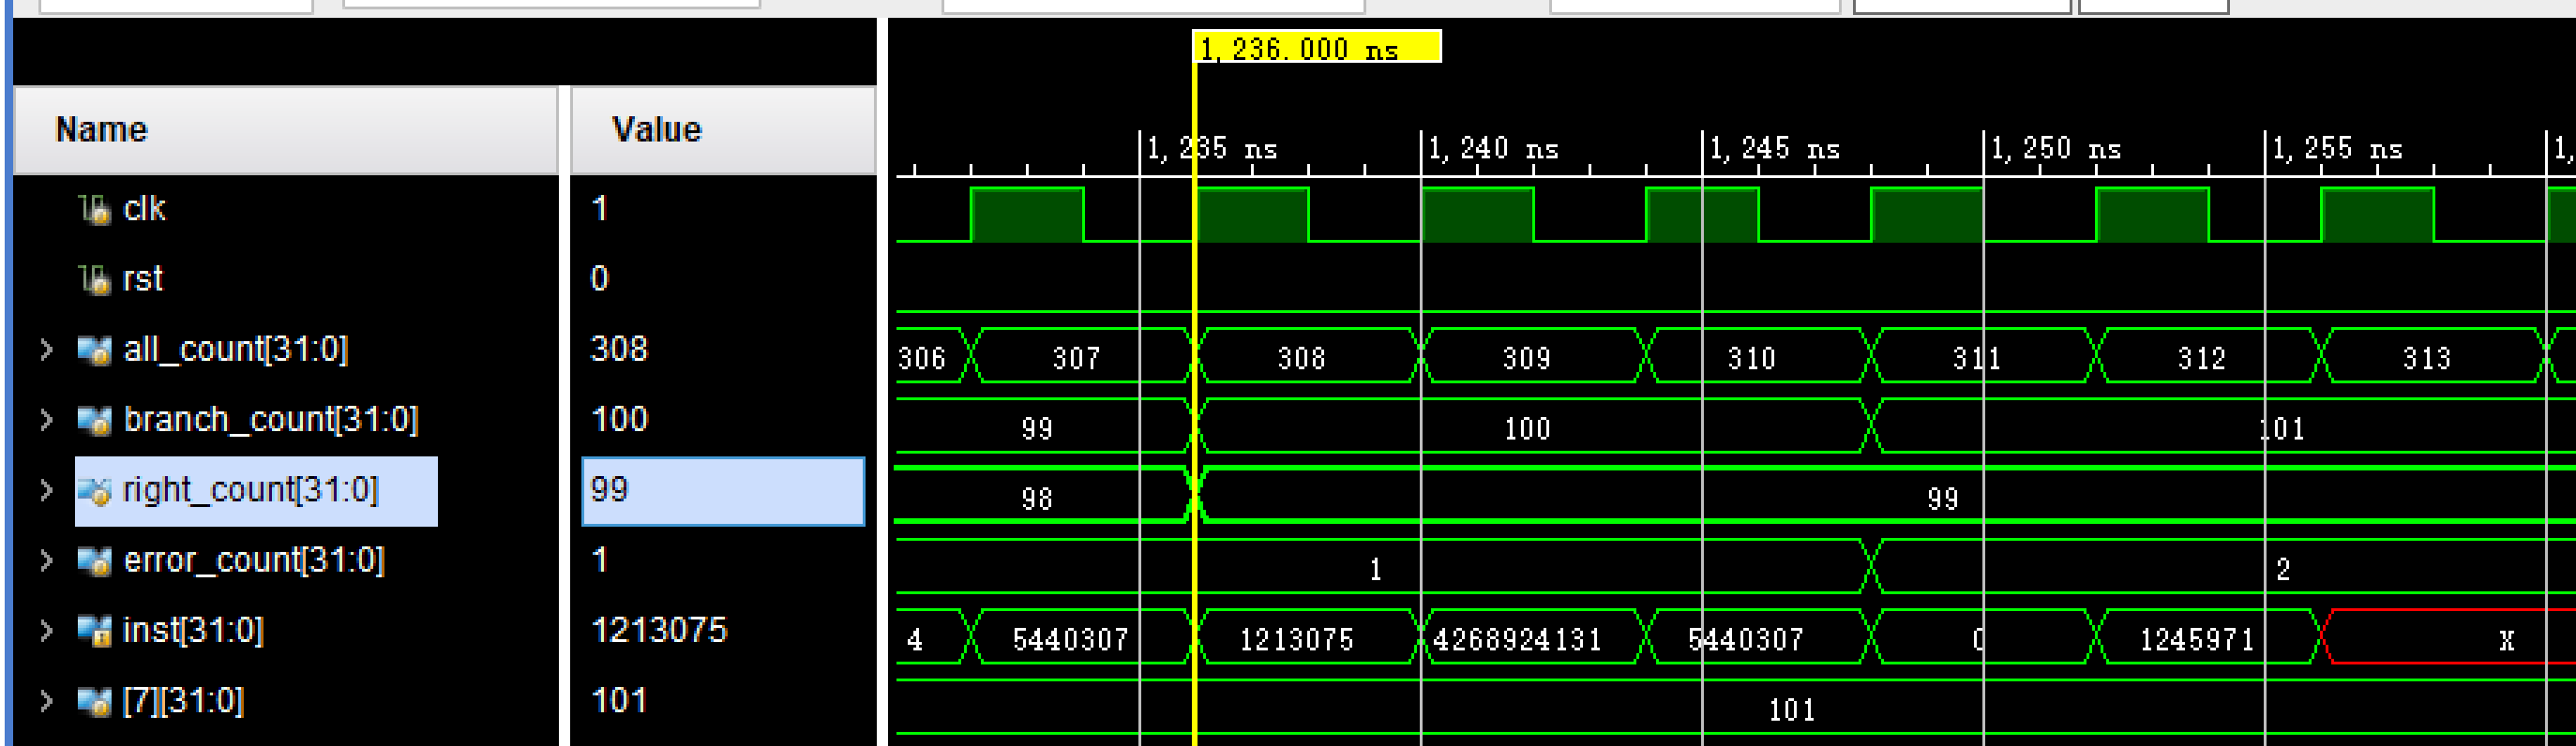 1,236.000 ns
Name Value
1,235 ns 1,240 ns 1,245 ns 1,250 ns 1,255 ns 1,
clk 1
rst 0
all_count[31:0] 308 306 307 308 309 310 311 312 313
branch_count[31:0] 100 99 100 101
right_count[31:0] 99 98 99
error_count[31:0] 1 1 2
inst[31:0] 1213075 4 5440307 1213075 4268924131 5440307 0 1245971 X
[7][31:0] 101 101